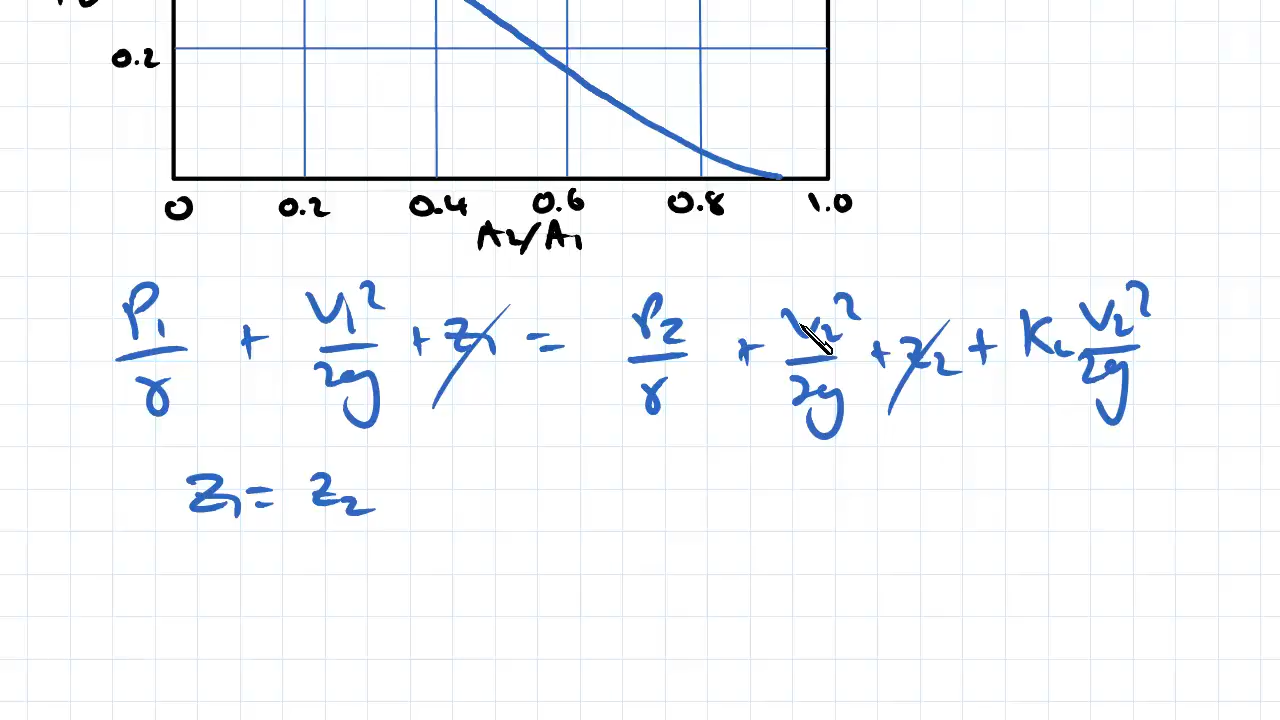 0.2
0 0.2 0.4 0.6 0.8 1.0
A₂/A₁
P₁/γ + V₁²/2g + z₁ = P₂/γ + V₂²/2g + z₂ + K_L V₂²/2g
z₁ = z₂